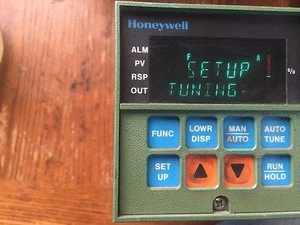 Honeywell
ALM
F A
PV
SETUP
RSP
%
OUT
TUNING
FUNC
LOWR DISP
MAN AUTO
AUTO TUNE
SET UP
RUN HOLD